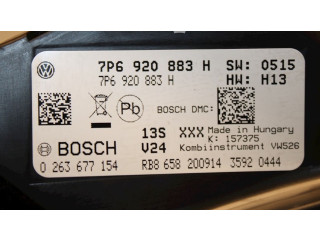 7P6 920 883 H SW: 0515
7P6 920 883 H HW: H13
Pb BOSCH DMC:
13S XXX Made in Hungary
K: 157375
BOSCH V24 Kombiinstrument VW526
0 263 677 154 RB8 658 200914 3592 0444